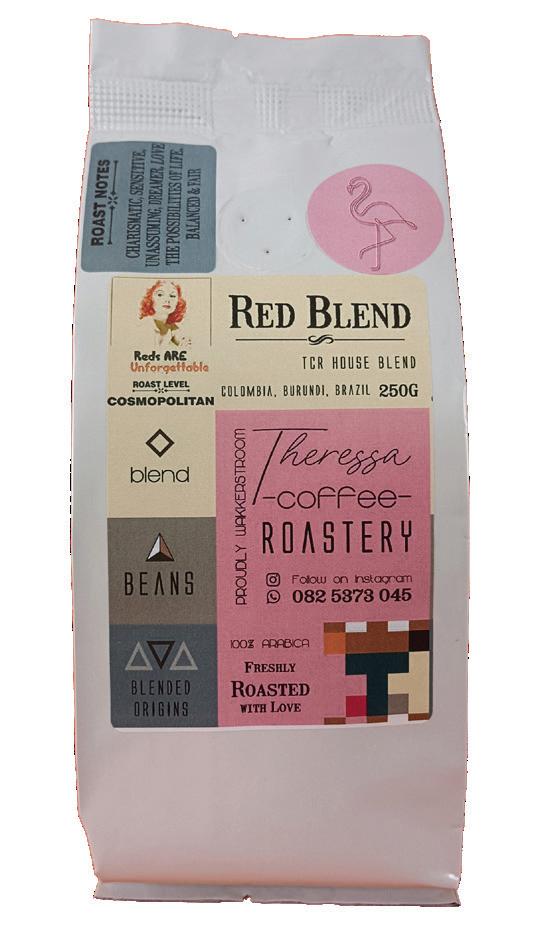 ROAST NOTES
CHARISMATIC, SENSITIVE,
UNASSUMING, DREAMER, LOVE
THE POSSIBILITIES OF LIFE.
BALANCED & FAIR
Reds ARE
Unforgettable
ROAST LEVEL
COSMOPOLITAN
RED BLEND
TCR HOUSE BLEND
COLOMBIA, BURUNDI, BRAZIL 250G
blend
BEANS
BLENDED
ORIGINS
PROUDLY WAKKERSTROOM
Theressa
-coffee-
ROASTERY
Follow on Instagram
082 5373 045
100% ARABICA
FRESHLY
ROASTED
WITH LOVE